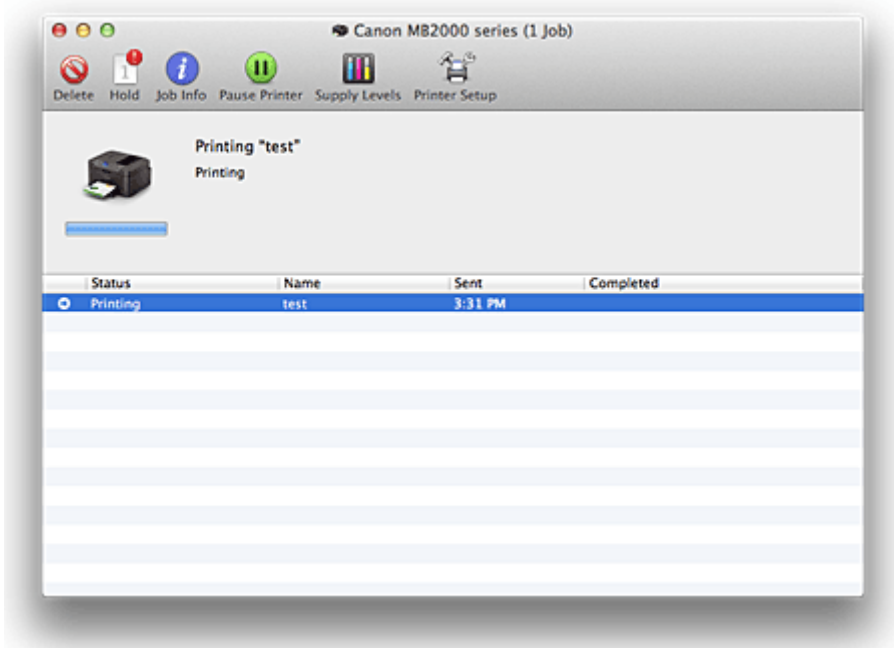 Canon MB2000 series (1 Job)
1
i
Delete Hold Job Info Pause Printer Supply Levels Printer Setup
Printing "test"
Printing
Status Name Sent Completed
Printing test 3:31 PM